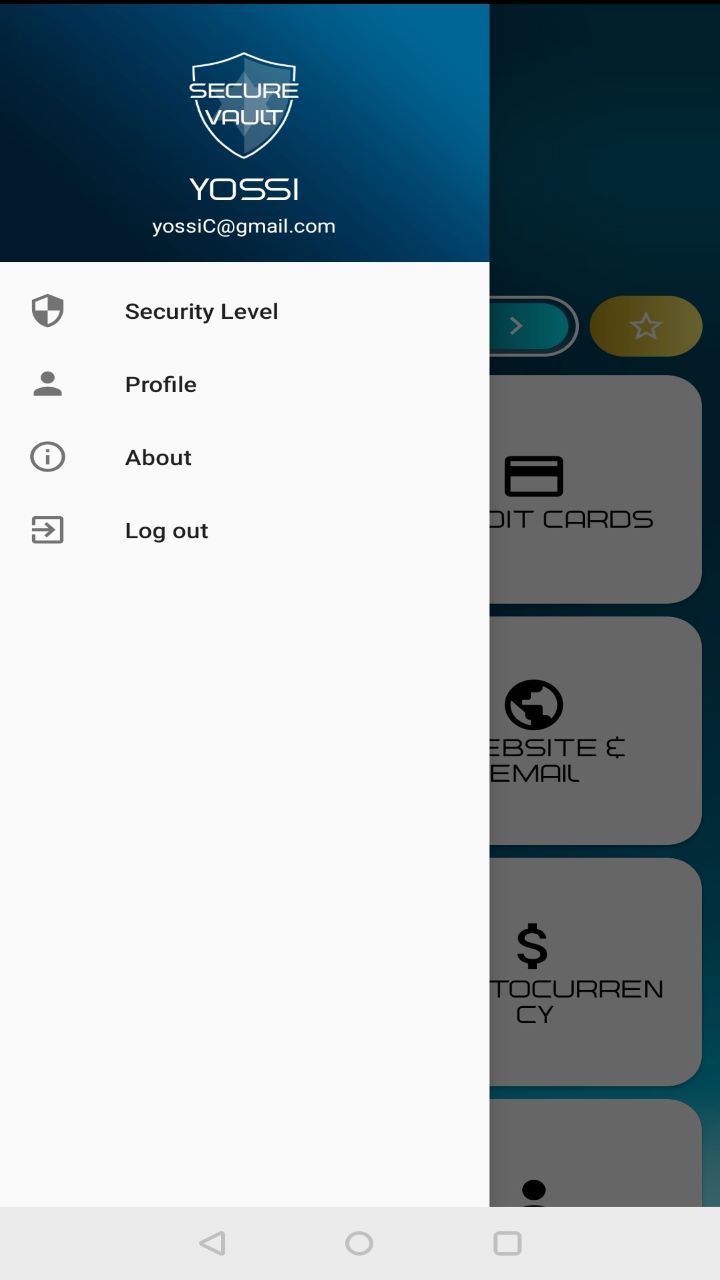 SECURE
VAULT
YOSSI
yossiC@gmail.com
Security Level
Profile
About
Log out
DIT CARDS
EBSITE &
EMAIL
TOCURREN
CY